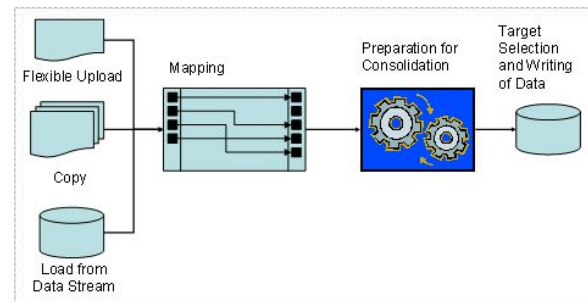 Flexible Upload
Copy
Load from
Data Stream
Mapping
Preparation for
Consolidation
Target
Selection
and Writing
of Data